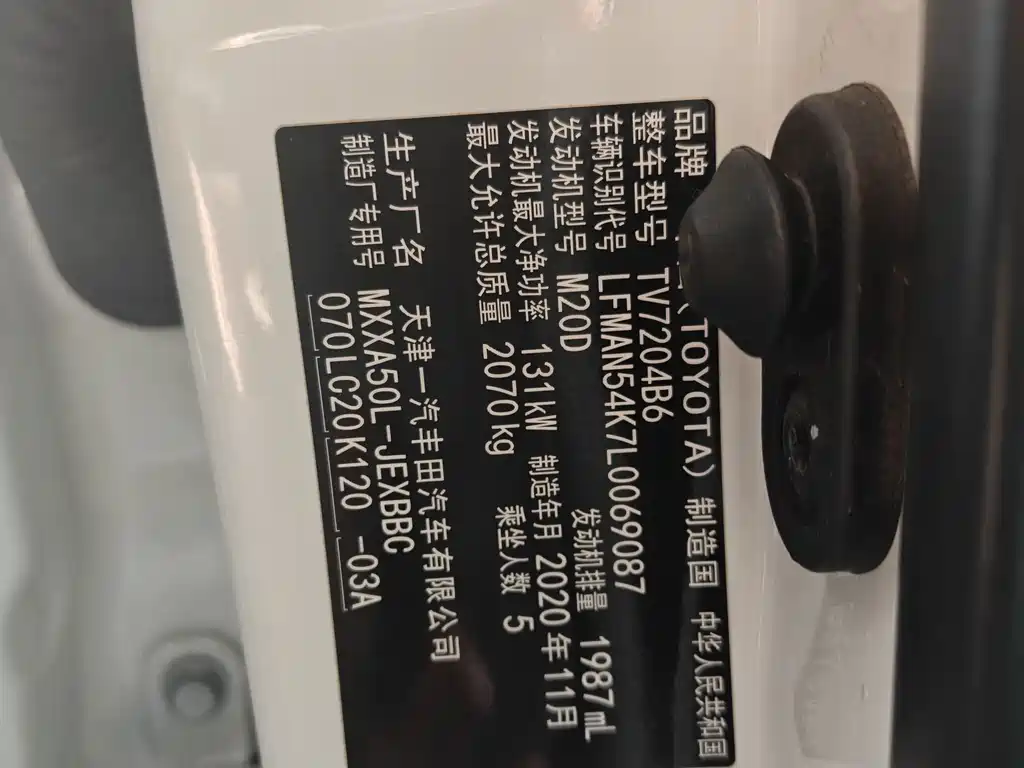 品牌 (TOYOTA) 制造国 中华人民共和国
整车型号 TV7204B6
车辆识别代号 LFMAN54K7L0069087
发动机型号 M20D 发动机排量 1987mL
发动机最大净功率 131kW 制造年月 2020年11月
最大允许总质量 2070kg 乘坐人数 5
生产厂名 天津一汽丰田汽车有限公司
制造厂专用号 MXXA50L-JEXBBC
070LC20K120 -03A